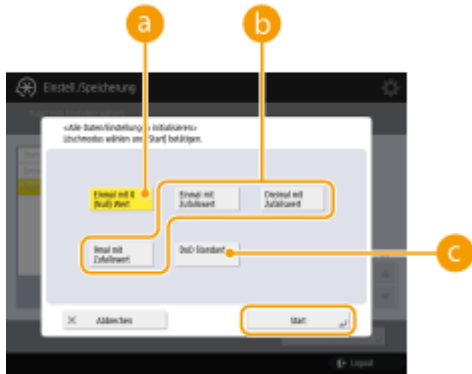 a
b
Einstell./Speicherung
<Alle Daten/Einstellungen initialisieren>
Löschmodus wählen und [Start] betätigen.
Einmal mit 0
(Null) Wert
Einmal mit
Zufallswert
Dreimal mit
Zufallswert
9mal mit
Zufallswert
DoD Standard
c
Abbrechen
Start
Logout